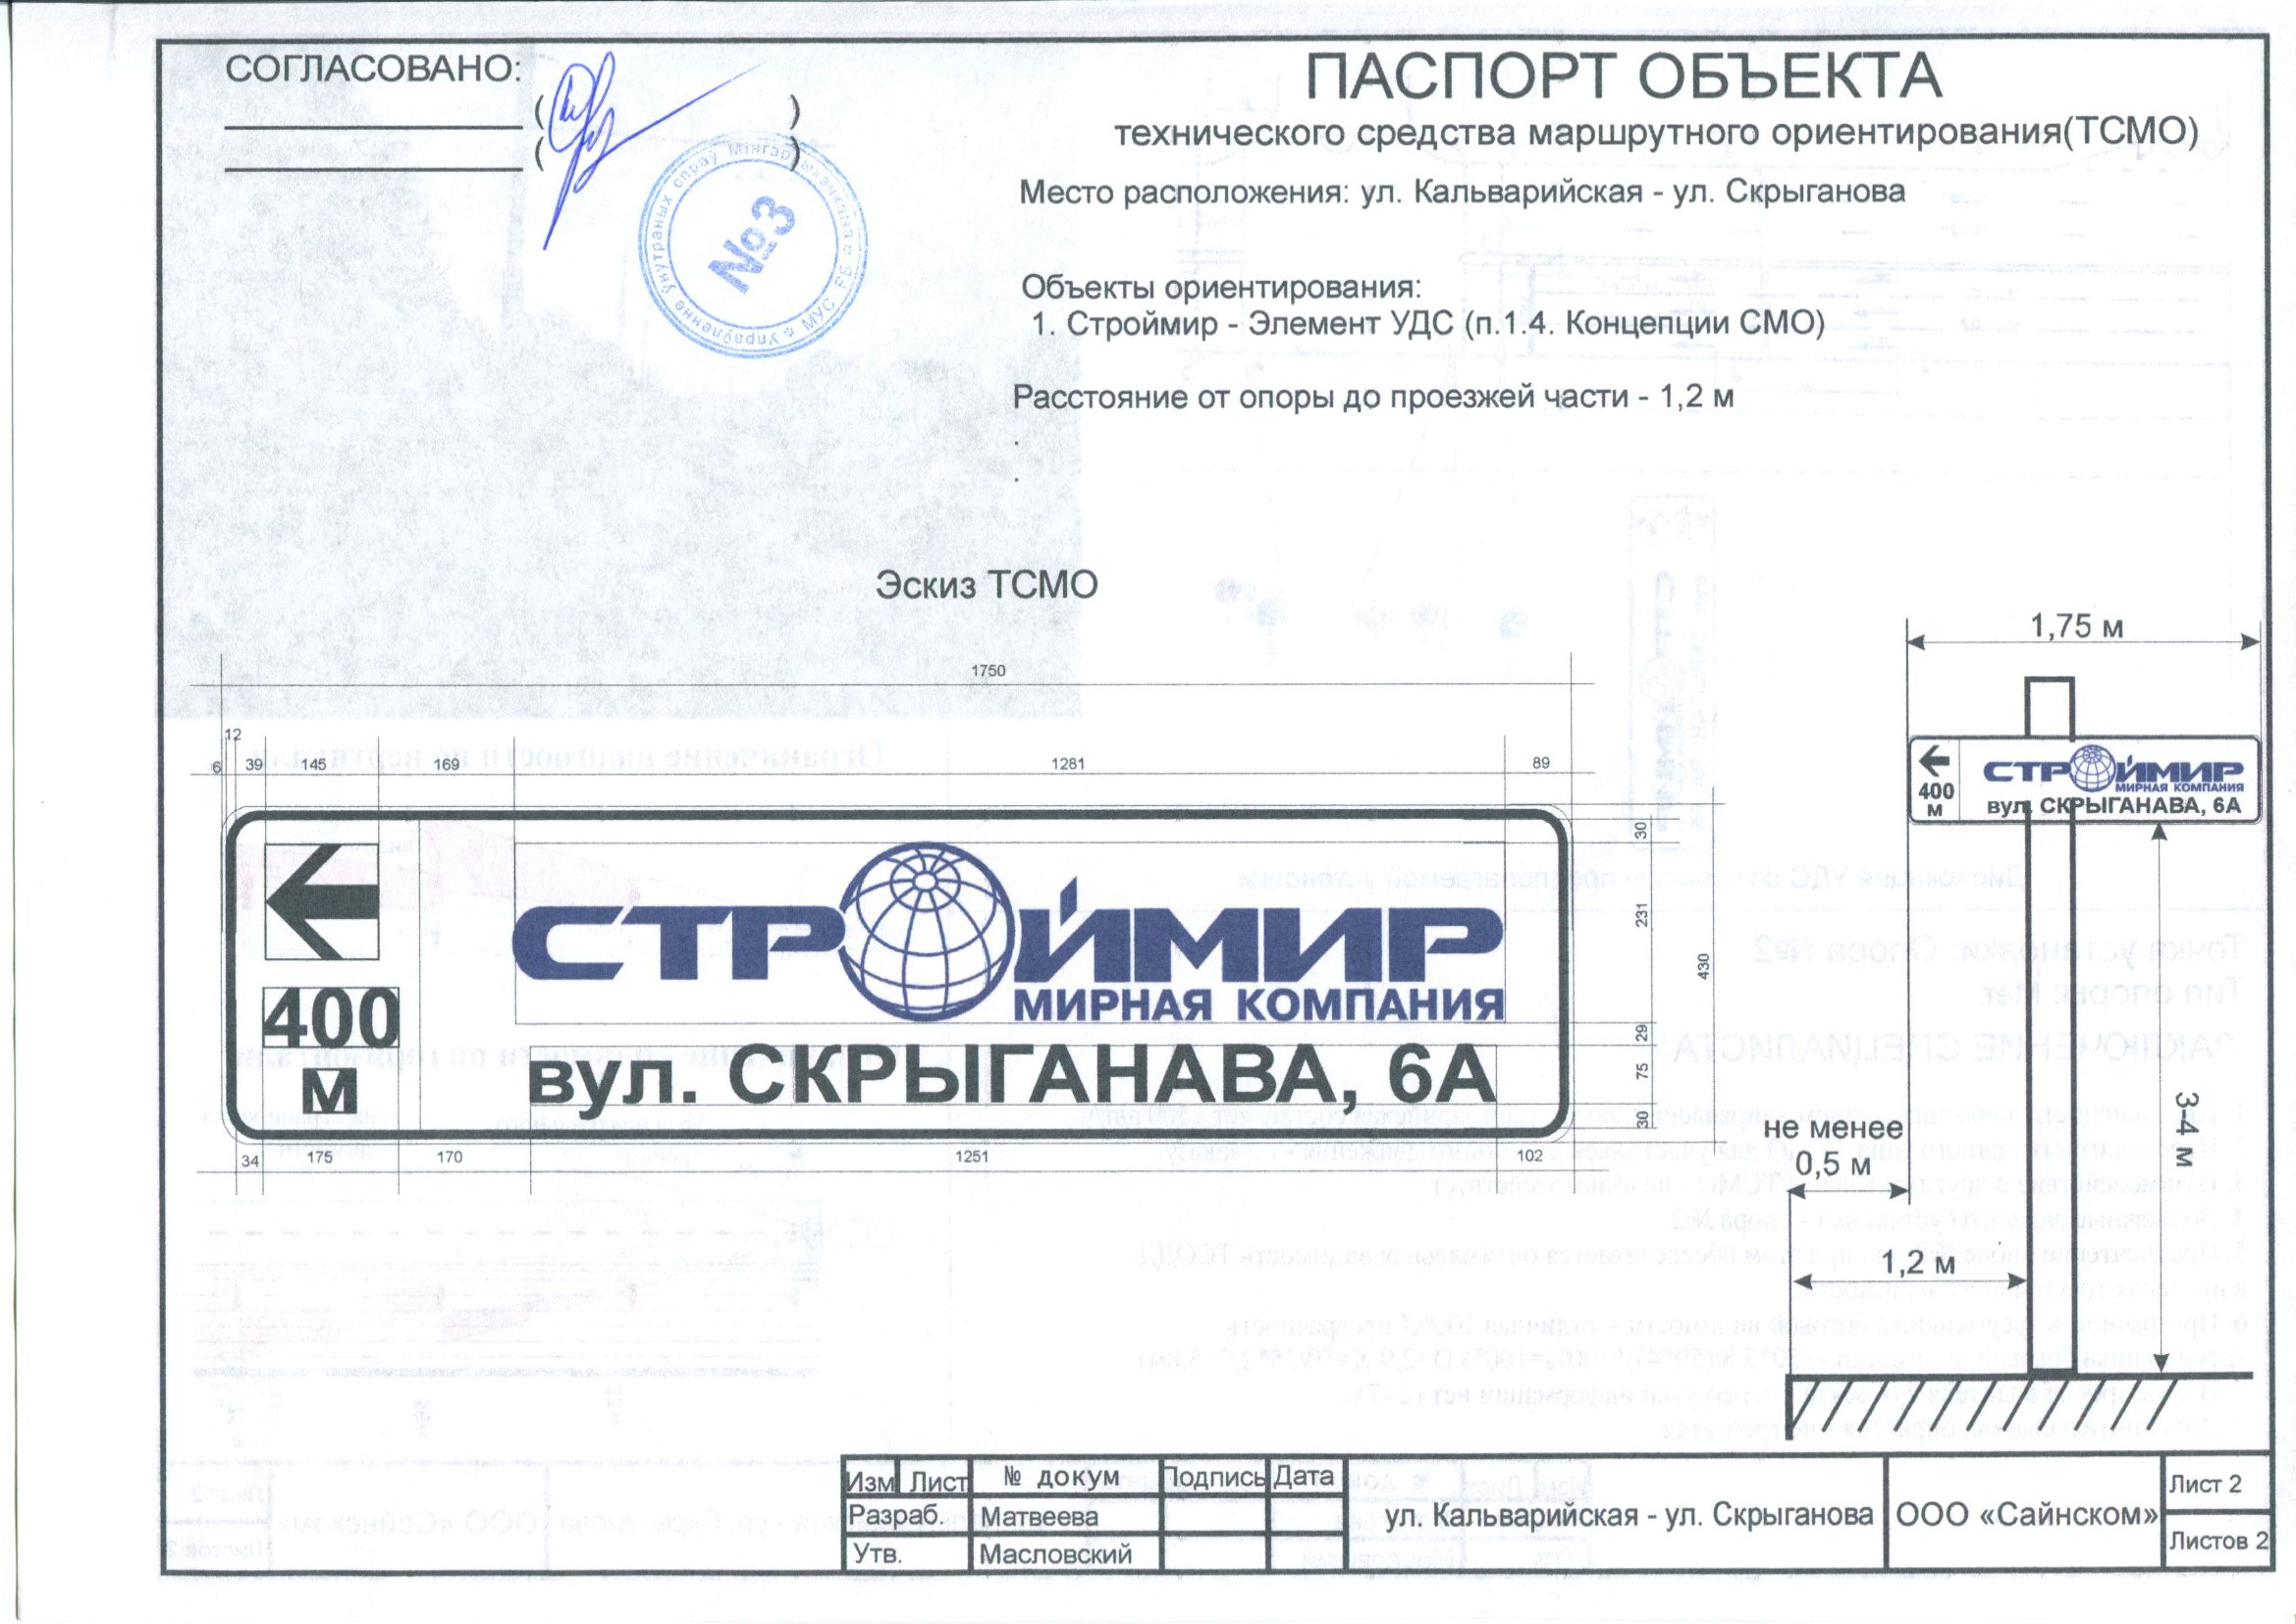 СОГЛАСОВАНО:
( )
( )
Упраўленне ўнутраных спраў Мінгарвыканкама ☆ МУС РБ ☆
№3
ПАСПОРТ ОБЪЕКТА
технического средства маршрутного ориентирования(ТСМО)
Место расположения: ул. Кальварийская - ул. Скрыганова
Объекты ориентирования:
1. Строймир - Элемент УДС (п.1.4. Концепции СМО)
Расстояние от опоры до проезжей части - 1,2 м
.
.
Эскиз ТСМО
1750
12
6 39 145 169 1281 89
400
м
СТРОЙМИР
МИРНАЯ КОМПАНИЯ
вул. СКРЫГАНАВА, 6А
30
231
29
75
30
430
34 175 170 1251 102
1,75 м
400
м
СТРОЙМИР
МИРНАЯ КОМПАНИЯ
вул. СКРЫГАНАВА, 6А
не менее
0,5 м
1,2 м
3-4 м
Изм Лист № докум Подпись Дата
Разраб. Матвеева
Утв. Масловский
ул. Кальварийская - ул. Скрыганова
ООО «Сайнском»
Лист 2
Листов 2